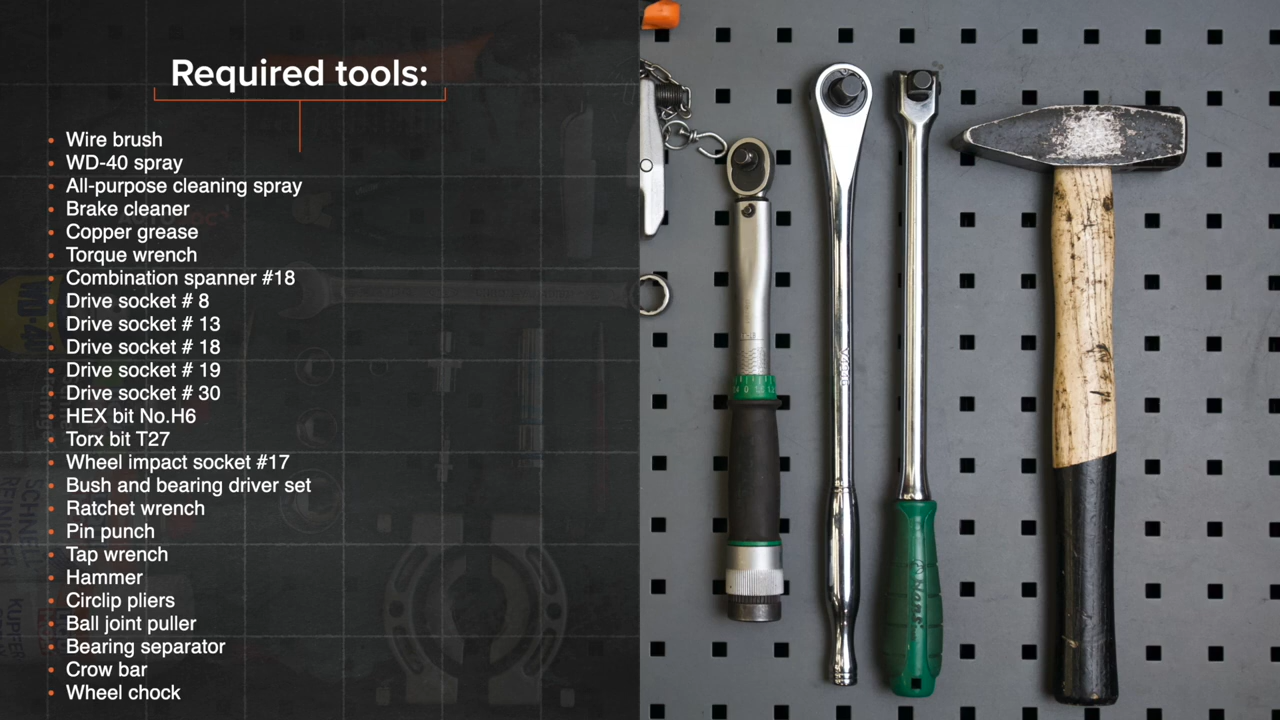 Required tools:
Wire brush
WD-40 spray
All-purpose cleaning spray
Brake cleaner
Copper grease
Torque wrench
Combination spanner #18
Drive socket # 8
Drive socket # 13
Drive socket # 18
Drive socket # 19
Drive socket # 30
HEX bit No.H6
Torx bit T27
Wheel impact socket #17
Bush and bearing driver set
Ratchet wrench
Pin punch
Tap wrench
Hammer
Circlip pliers
Ball joint puller
Bearing separator
Crow bar
Wheel chock